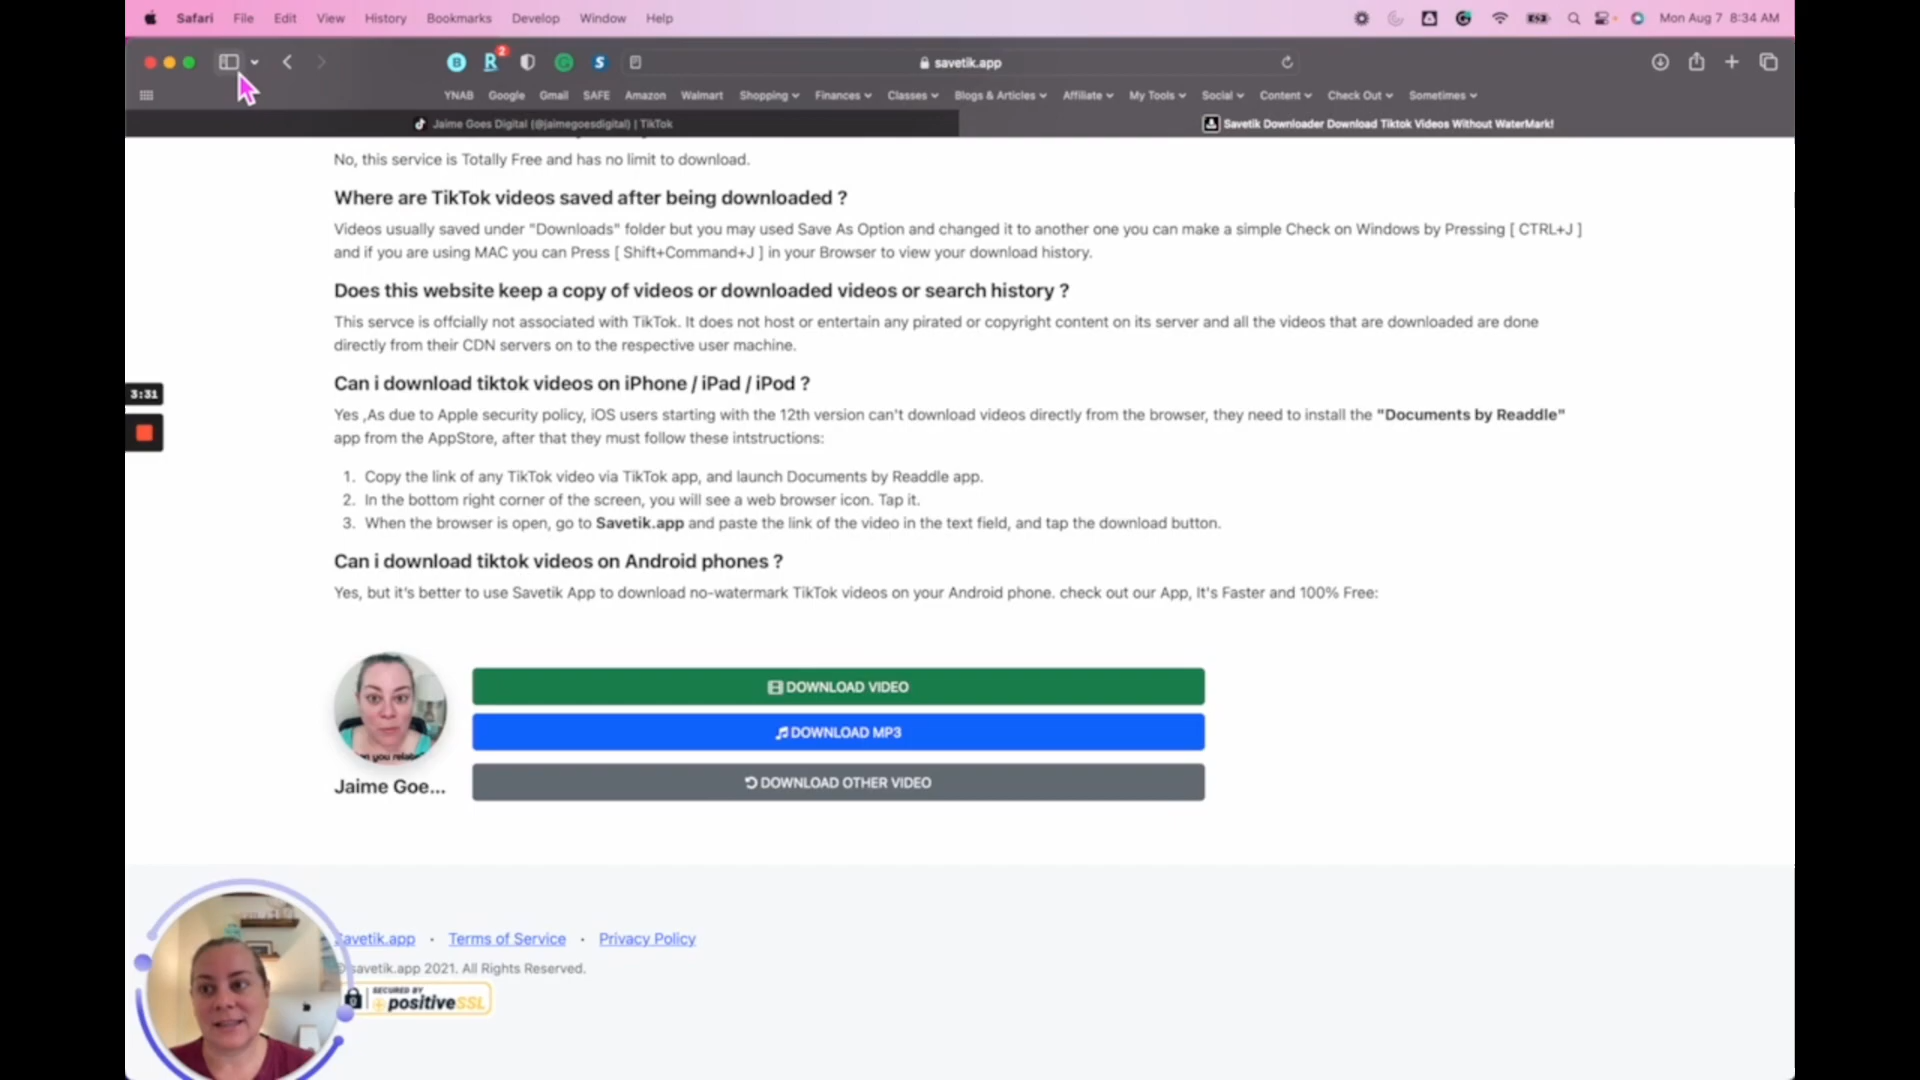 Safari File Edit View History Bookmarks Develop Window Help Mon Aug 7 8:34 AM
2
savetik.app
YNAB Google Gmail SAFE Amazon Walmart Shopping Finances Classes Blogs & Articles Affiliate My Tools Social Content Check Out Sometimes
Jaime Goes Digital (@jaimegoesdigital) | TikTok Savetik Downloader Download Tiktok Videos Without WaterMark!
No, this service is Totally Free and has no limit to download.
Where are TikTok videos saved after being downloaded ?
Videos usually saved under "Downloads" folder but you may used Save As Option and changed it to another one you can make a simple Check on Windows by Pressing [ CTRL+J ]
and if you are using MAC you can Press [ Shift+Command+J ] in your Browser to view your download history.
Does this website keep a copy of videos or downloaded videos or search history ?
This servce is offcially not associated with TikTok. It does not host or entertain any pirated or copyright content on its server and all the videos that are downloaded are done
directly from their CDN servers on to the respective user machine.
3:31
Can i download tiktok videos on iPhone / iPad / iPod ?
Yes ,As due to Apple security policy, iOS users starting with the 12th version can't download videos directly from the browser, they need to install the "Documents by Readdle"
app from the AppStore, after that they must follow these intstructions:
1. Copy the link of any TikTok video via TikTok app, and launch Documents by Readdle app.
2. In the bottom right corner of the screen, you will see a web browser icon. Tap it.
3. When the browser is open, go to Savetik.app and paste the link of the video in the text field, and tap the download button.
Can i download tiktok videos on Android phones ?
Yes, but it's better to use Savetik App to download no-watermark TikTok videos on your Android phone. check out our App, It's Faster and 100% Free:
DOWNLOAD VIDEO
DOWNLOAD MP3
you relate
Jaime Goe...
DOWNLOAD OTHER VIDEO
Savetik.app · Terms of Service · Privacy Policy
© savetik.app 2021. All Rights Reserved.
SECURED BY
positiveSSL